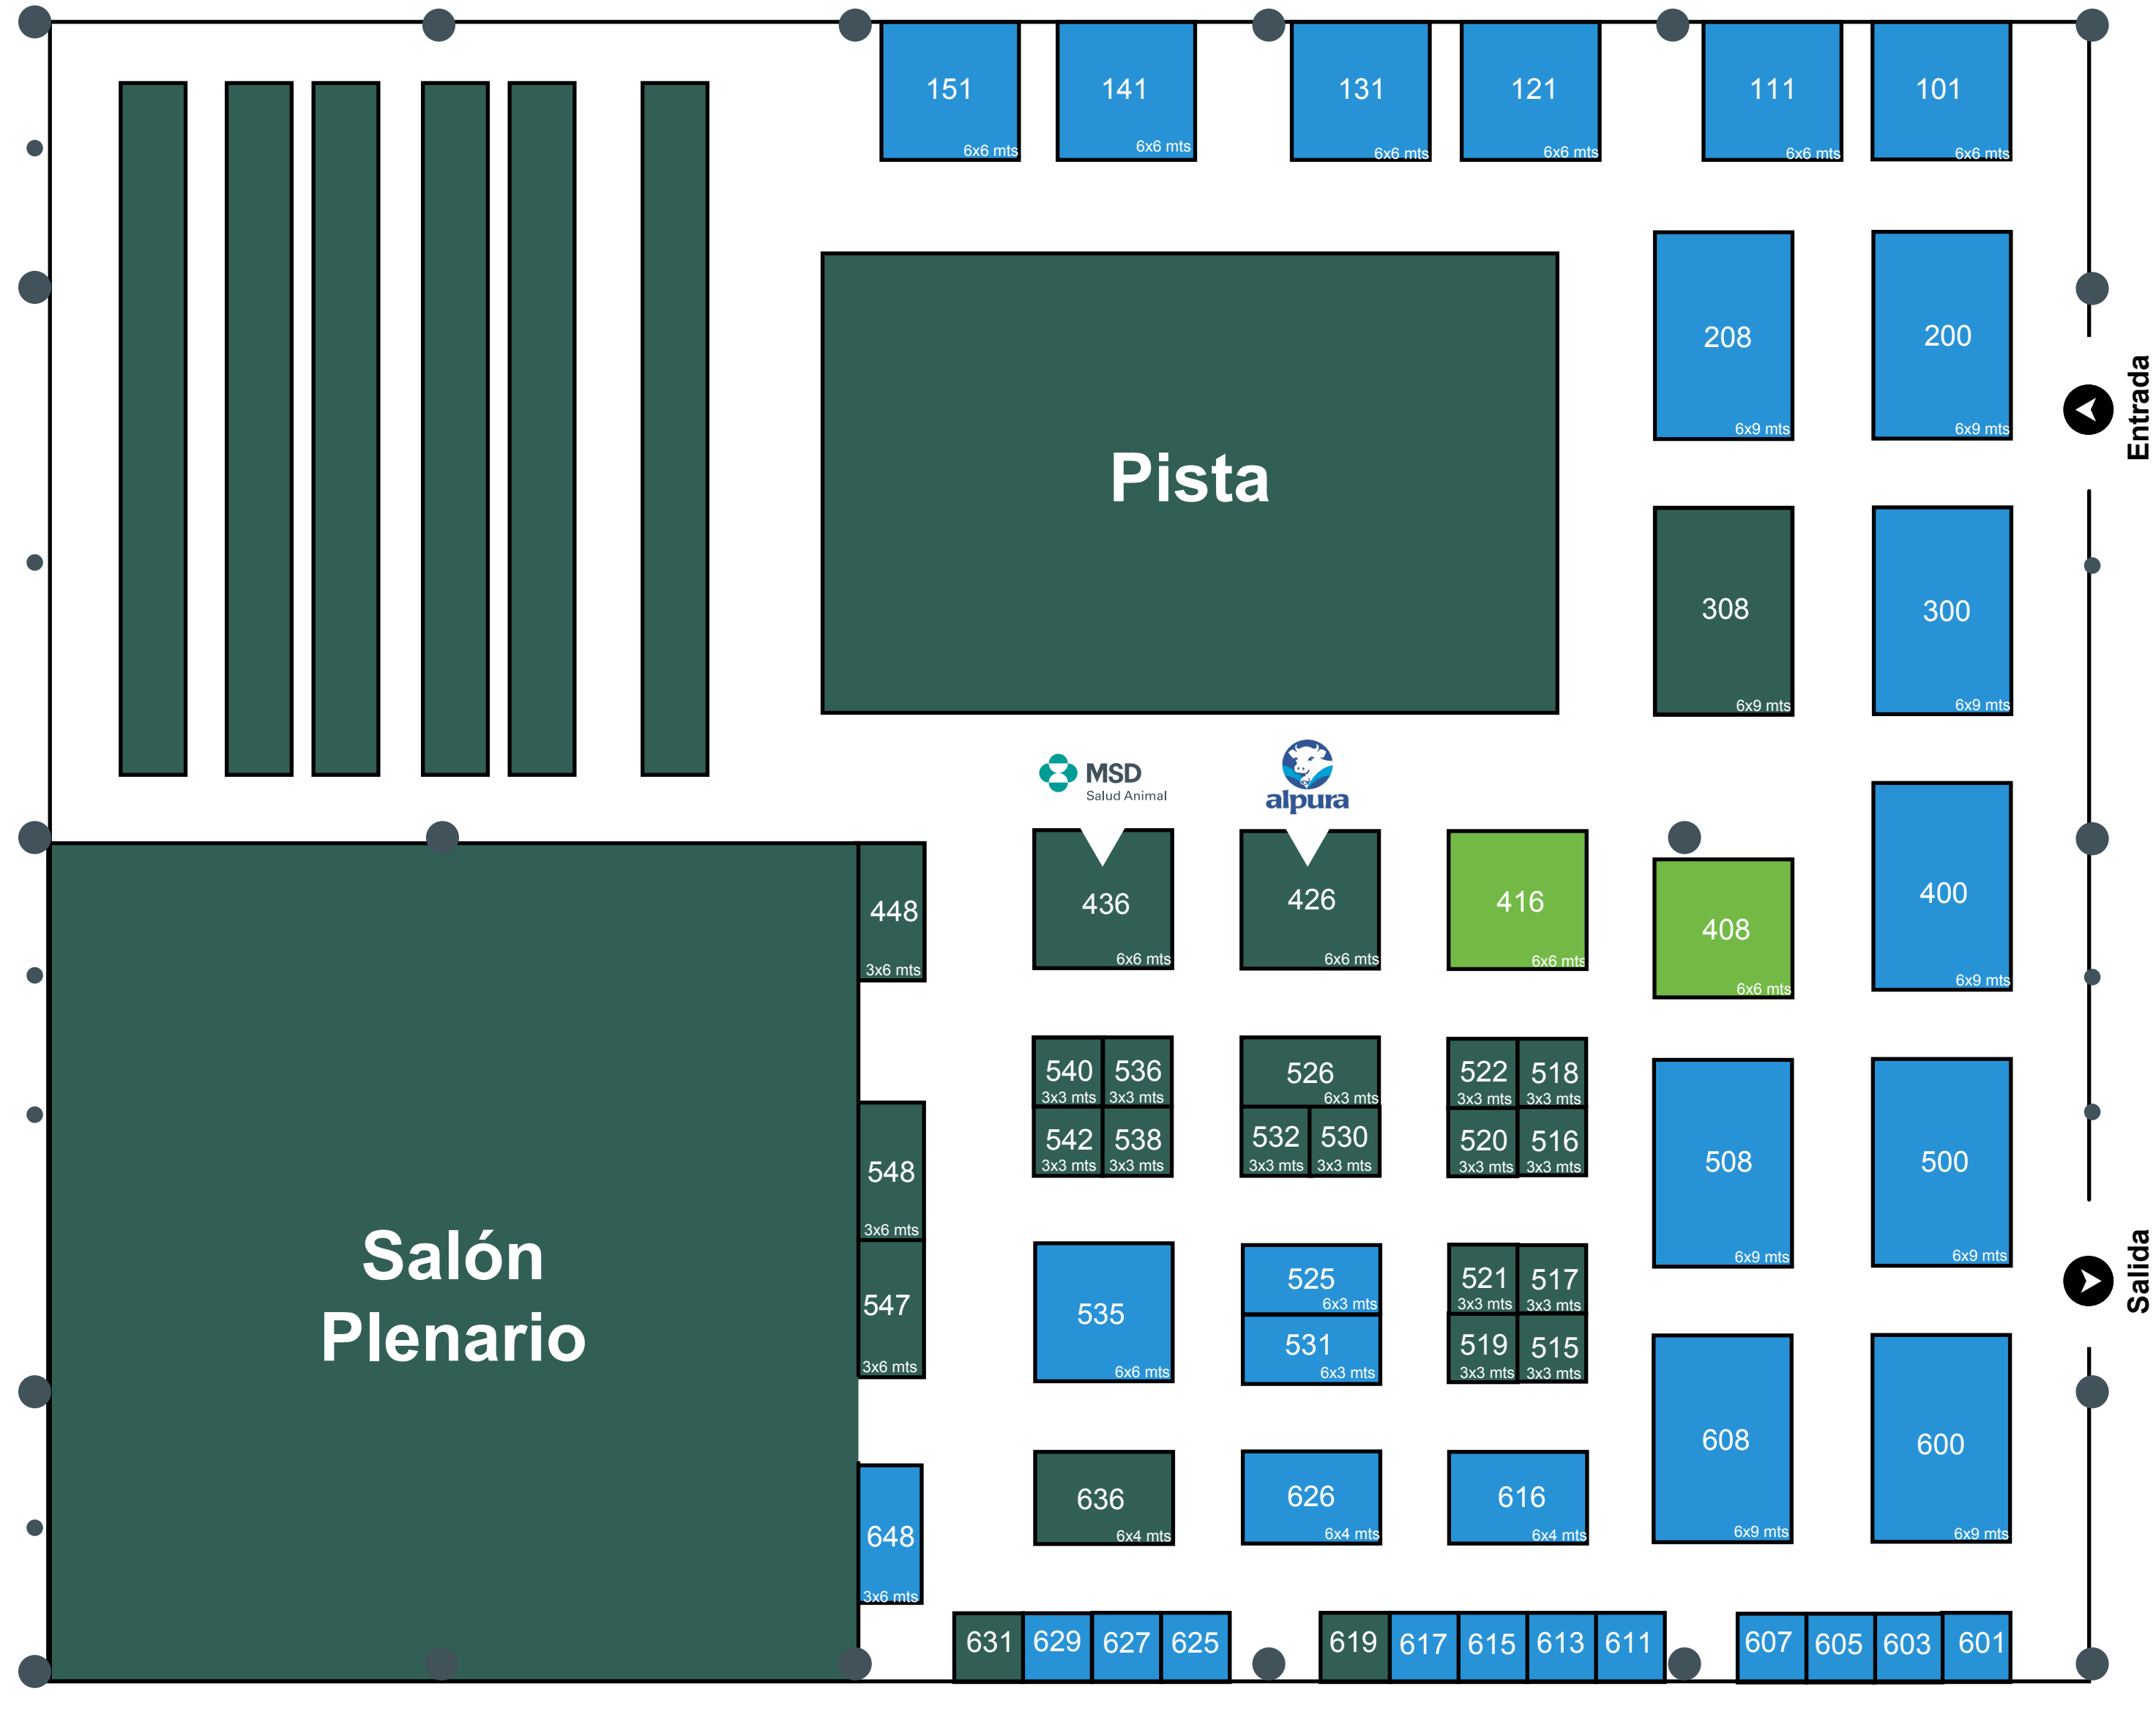 151
6x6 mts
141
6x6 mts
131
6x6 mts
121
6x6 mts
111
6x6 mts
101
6x6 mts
208
6x9 mts
200
6x9 mts
Entrada
Pista
308
6x9 mts
300
6x9 mts
MSD
Salud Animal
alpura
448
3x6 mts
436
6x6 mts
426
6x6 mts
416
6x6 mts
408
6x6 mts
400
6x9 mts
540
3x3 mts
536
3x3 mts
542
3x3 mts
538
3x3 mts
526
6x3 mts
532
3x3 mts
530
3x3 mts
522
3x3 mts
518
3x3 mts
520
3x3 mts
516
3x3 mts
508
6x9 mts
500
6x9 mts
548
3x6 mts
547
3x6 mts
Salón
Plenario
535
6x6 mts
525
6x3 mts
531
6x3 mts
521
3x3 mts
517
3x3 mts
519
3x3 mts
515
3x3 mts
Salida
608
6x9 mts
600
6x9 mts
648
3x6 mts
636
6x4 mts
626
6x4 mts
616
6x4 mts
631
629
627
625
619
617
615
613
611
607
605
603
601